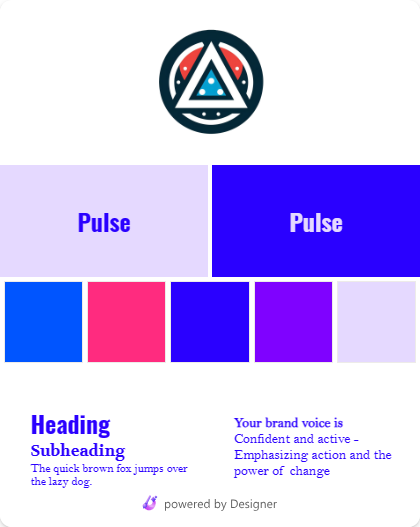 Pulse
Pulse
Heading
Subheading
The quick brown fox jumps over
the lazy dog.
Your brand voice is
Confident and active -
Emphasizing action and the
power of change
powered by Designer